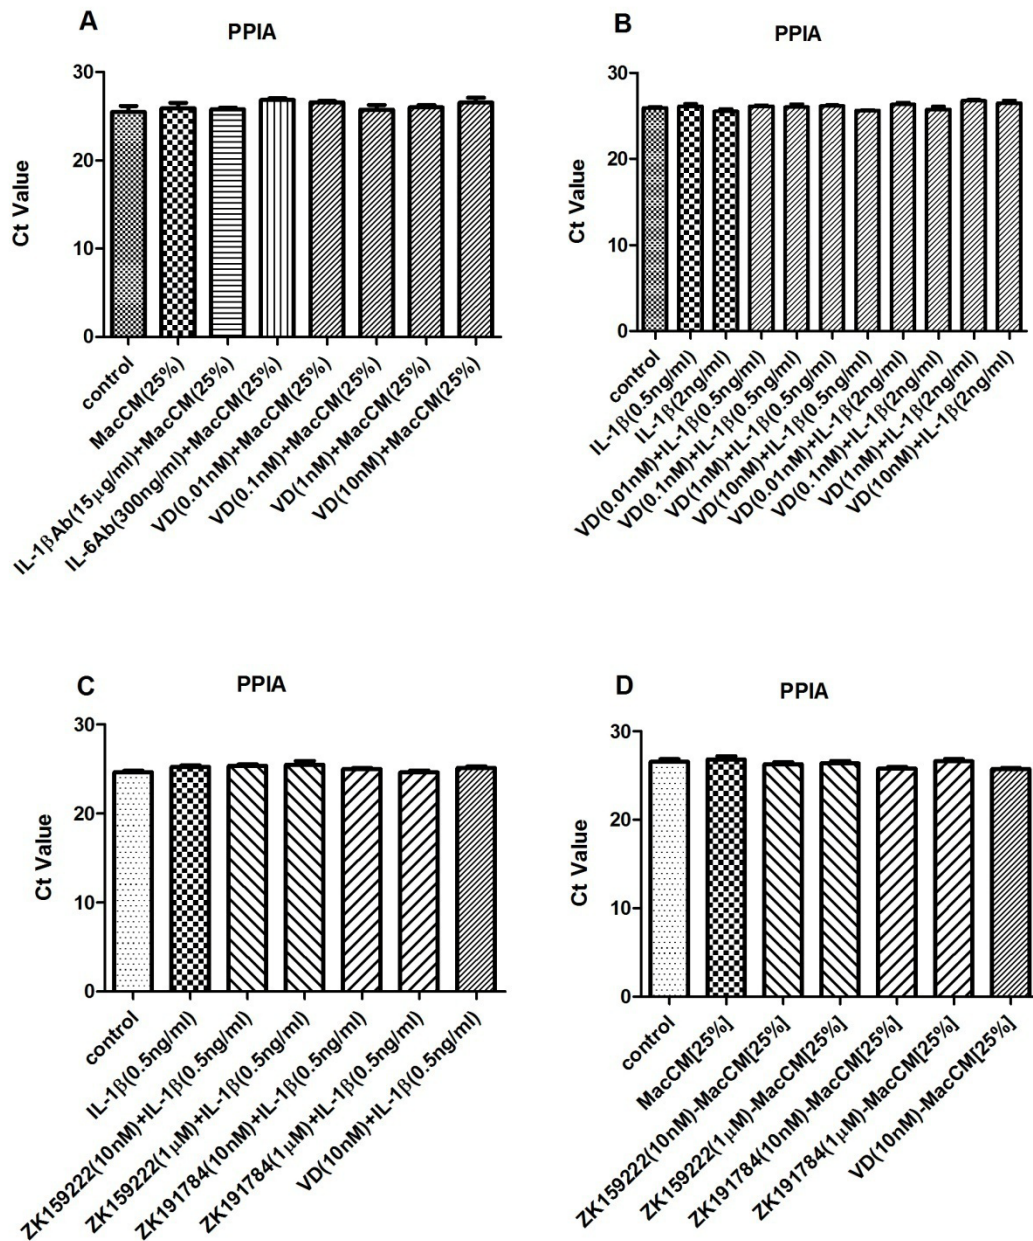 A
PPIA
Ct Value
30
20
10
0
control
MacCM(25%)
IL-1βAb(15μg/ml)+MacCM(25%)
IL-6Ab(300ng/ml)+MacCM(25%)
VD(0.01nM)+MacCM(25%)
VD(0.1nM)+MacCM(25%)
VD(1nM)+MacCM(25%)
VD(10nM)+MacCM(25%)
B
PPIA
Ct Value
30
20
10
0
control
IL-1β(0.5ng/ml)
IL-1β(2ng/ml)
VD(0.01nM)+IL-1β(0.5ng/ml)
VD(0.1nM)+IL-1β(0.5ng/ml)
VD(1nM)+IL-1β(0.5ng/ml)
VD(10nM)+IL-1β(0.5ng/ml)
VD(0.01nM)+IL-1β(2ng/ml)
VD(0.1nM)+IL-1β(2ng/ml)
VD(1nM)+IL-1β(2ng/ml)
VD(10nM)+IL-1β(2ng/ml)
C
PPIA
Ct Value
30
20
10
0
control
IL-1β(0.5ng/ml)
ZK159222(10nM)+IL-1β(0.5ng/ml)
ZK159222(1μM)+IL-1β(0.5ng/ml)
ZK191784(10nM)+IL-1β(0.5ng/ml)
ZK191784(1μM)+IL-1β(0.5ng/ml)
VD(10nM)+IL-1β(0.5ng/ml)
D
PPIA
Ct Value
30
20
10
0
control
MacCM[25%]
ZK159222(10nM)-MacCM[25%]
ZK159222(1μM)-MacCM[25%]
ZK191784(10nM)-MacCM[25%]
ZK191784(1μM)-MacCM[25%]
VD(10nM)-MacCM[25%]